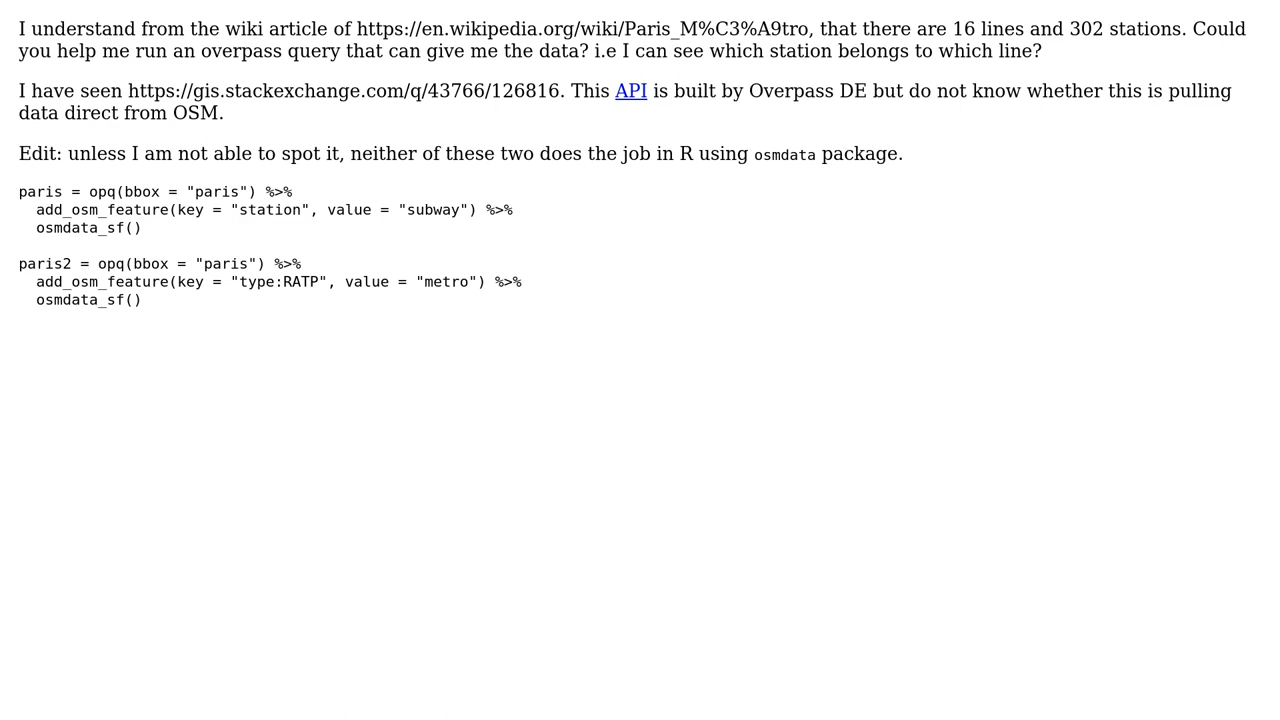 I understand from the wiki article of https://en.wikipedia.org/wiki/Paris_M%C3%A9tro, that there are 16 lines and 302 stations. Could
you help me run an overpass query that can give me the data? i.e I can see which station belongs to which line?
I have seen https://gis.stackexchange.com/q/43766/126816. This API is built by Overpass DE but do not know whether this is pulling
data direct from OSM.
Edit: unless I am not able to spot it, neither of these two does the job in R using osmdata package.
paris = opq(bbox = "paris") %>%
  add_osm_feature(key = "station", value = "subway") %>%
  osmdata_sf()
paris2 = opq(bbox = "paris") %>%
  add_osm_feature(key = "type:RATP", value = "metro") %>%
  osmdata_sf()